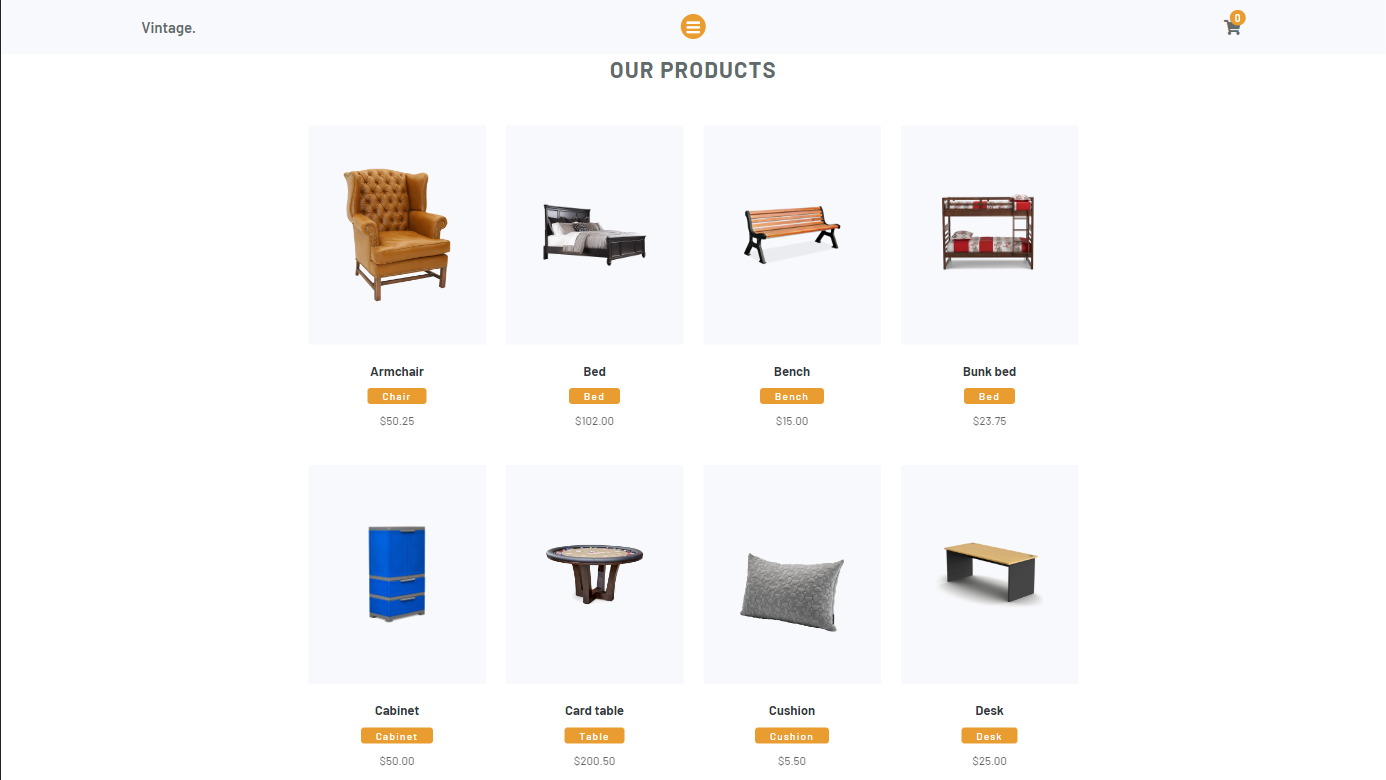 Vintage.
0
OUR PRODUCTS
Armchair
Chair
$50.25
Bed
Bed
$102.00
Bench
Bench
$15.00
Bunk bed
Bed
$23.75
Cabinet
Cabinet
$50.00
Card table
Table
$200.50
Cushion
Cushion
$5.50
Desk
Desk
$25.00